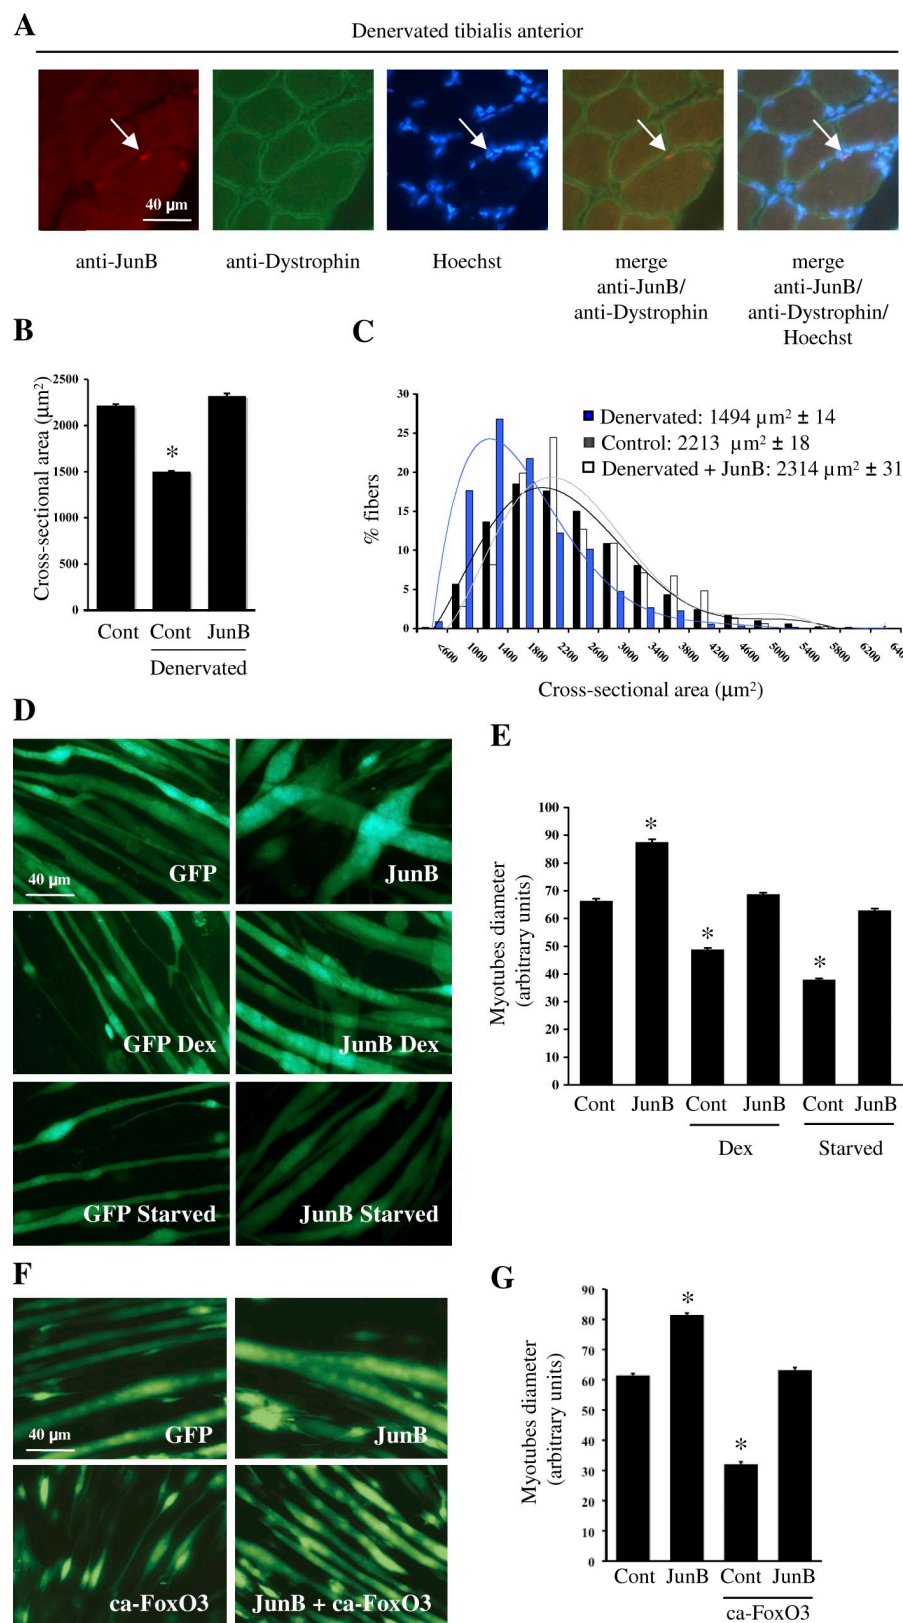 A
Denervated tibialis anterior
40 µm
anti-JunB
anti-Dystrophin
Hoechst
merge
anti-JunB/
anti-Dystrophin
merge
anti-JunB/
anti-Dystrophin/
Hoechst
B
Cross-sectional area (µm²)
2500
2000
1500
1000
500
0
*
Cont
Cont
JunB
Denervated
C
% fibers
30
25
20
15
10
5
0
Denervated: 1494 µm² ± 14
Control: 2213 µm² ± 18
Denervated + JunB: 2314 µm² ± 31
<600
1000
1400
1800
2200
2600
3000
3400
3800
4200
4600
5000
5400
5800
6200
640
Cross-sectional area (µm²)
D
40 µm
GFP
JunB
GFP Dex
JunB Dex
GFP Starved
JunB Starved
E
Myotubes diameter
(arbitrary units)
100
90
80
70
60
50
40
30
20
10
0
*
*
*
Cont
JunB
Cont
JunB
Cont
JunB
Dex
Starved
F
40 µm
GFP
JunB
ca-FoxO3
JunB + ca-FoxO3
G
Myotubes diameter
(arbitrary units)
90
80
70
60
50
40
30
20
10
0
*
*
Cont
JunB
Cont
JunB
ca-FoxO3